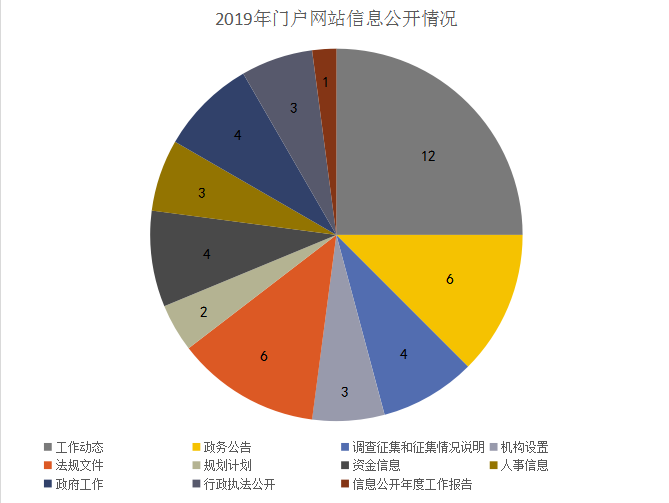 2019年门户网站信息公开情况
1
3
12
4
3
4
6
2
6
4
3
工作动态 政务公告 调查征集和征集情况说明 机构设置
法规文件 规划计划 资金信息 人事信息
政府工作 行政执法公开 信息公开年度工作报告